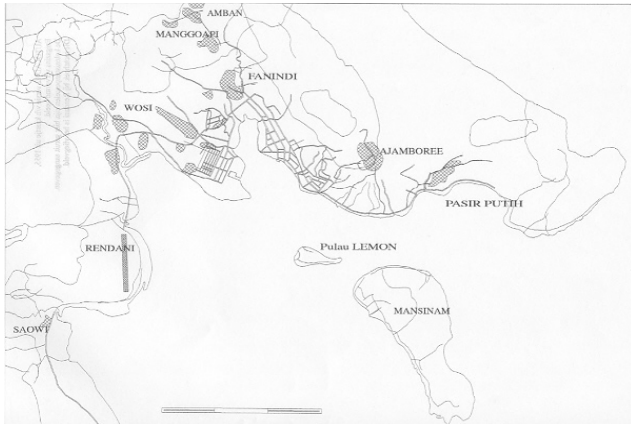 AMBAN
MANGGOAPI
FANINDI
WOSI
AJAMBOREE
PASIR PUTIH
RENDANI
Pulau LEMON
SAOWI
MANSINAM